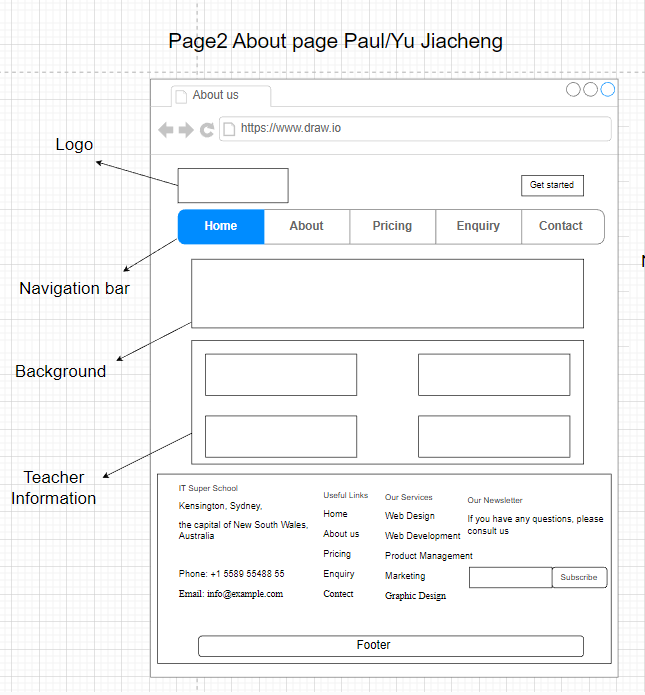 Page2 About page Paul/Yu Jiacheng
About us
https://www.draw.io
Logo
Get started
Home About Pricing Enquiry Contact
Navigation bar
Background
Teacher
Information
IT Super School
Kensington, Sydney,
the capital of New South Wales,
Australia
Phone: +1 5589 55488 55
Email: info@example.com
Useful Links
Home
About us
Pricing
Enquiry
Contect
Our Services
Web Design
Web Development
Product Management
Marketing
Graphic Design
Our Newsletter
If you have any questions, please
consult us
Subscribe
Footer